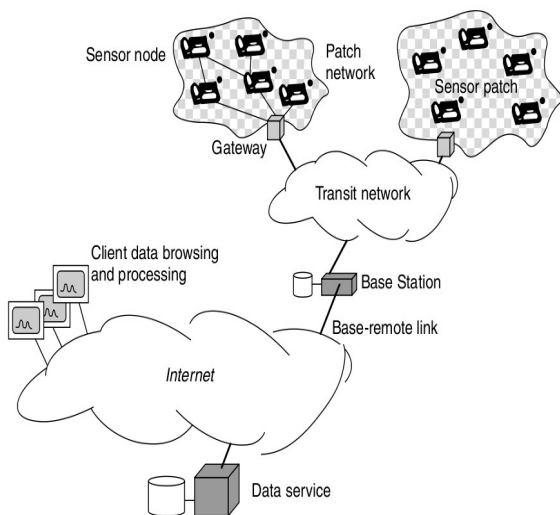 Sensor node
Patch
network
Sensor patch
Gateway
Transit network
Client data browsing
and processing
Base Station
Base-remote link
Internet
Data service